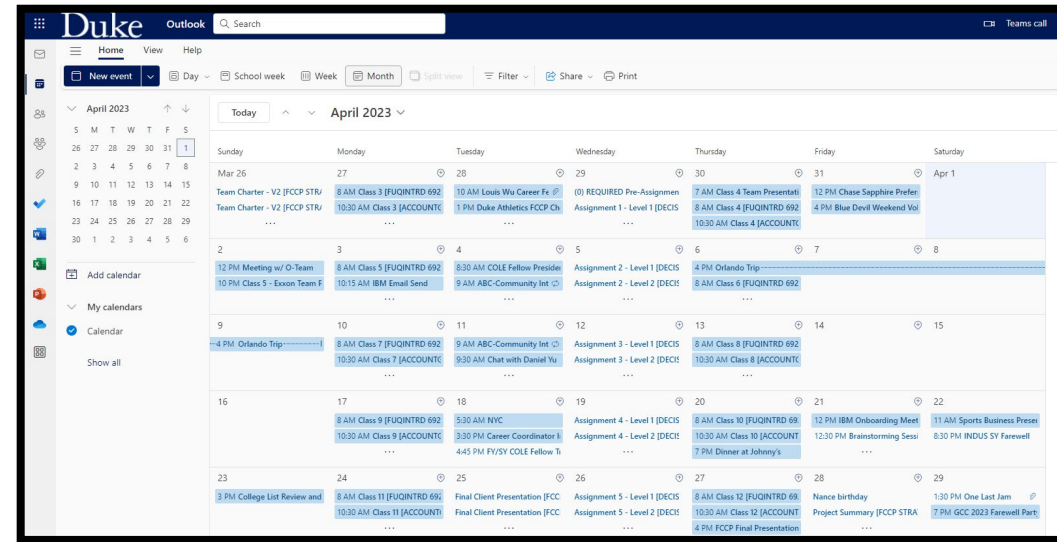 Duke Outlook Search Teams call
Home View Help
New event Day School week Week Month Split view Filter Share Print
April 2023
S M T W T F S
26 27 28 29 30 31 1
2 3 4 5 6 7 8
9 10 11 12 13 14 15
16 17 18 19 20 21 22
23 24 25 26 27 28 29
30 1 2 3 4 5 6
Add calendar
My calendars
Calendar
Show all
Today April 2023
Sunday Monday Tuesday Wednesday Thursday Friday Saturday
Mar 26 27 28 29 30 31 Apr 1
Team Charter - V2 [FCCP STR/ 8 AM Class 3 [FUQINTRD 692 10 AM Louis Wu Career Fe (0) REQUIRED Pre-Assignmen 7 AM Class 4 Team Presentati 12 PM Chase Sapphire Prefer
Team Charter - V2 [FCCP STR/ 10:30 AM Class 3 [ACCOUNTC 1 PM Duke Athletics FCCP Ch Assignment 1 - Level 1 [DECIS 8 AM Class 4 [FUQINTRD 692 4 PM Blue Devil Weekend Vol
... ... ... ... 10:30 AM Class 4 [ACCOUNTC
2 3 4 5 6 7 8
12 PM Meeting w/ O-Team 8 AM Class 5 [FUQINTRD 692 8:30 AM COLE Fellow Presider Assignment 2 - Level 1 [DECIS 4 PM Orlando Trip
10 PM Class 5 - Exxon Team F 10:15 AM IBM Email Send 9 AM ABC-Community Int Assignment 2 - Level 2 [DECIS 8 AM Class 6 [FUQINTRD 692
... ... ... ...
9 10 11 12 13 14 15
4 PM Orlando Trip 8 AM Class 7 [FUQINTRD 692 9 AM ABC-Community Int Assignment 3 - Level 1 [DECIS 8 AM Class 8 [FUQINTRD 692
10:30 AM Class 7 [ACCOUNTC 9:30 AM Chat with Daniel Yu Assignment 3 - Level 2 [DECIS 10:30 AM Class 8 [ACCOUNTC
... ... ... ...
16 17 18 19 20 21 22
8 AM Class 9 [FUQINTRD 692 5:30 AM NYC Assignment 4 - Level 1 [DECIS 8 AM Class 10 [FUQINTRD 69. 12 PM IBM Onboarding Meet 11 AM Sports Business Preser
10:30 AM Class 9 [ACCOUNTC 3:30 PM Career Coordinator Assignment 4 - Level 2 [DECIS 10:30 AM Class 10 [ACCOUNT 12:30 PM Brainstorming Sessi 8:30 PM INDUS SY Farewell
... 4:45 PM FY/SY COLE Fellow ... 7 PM Dinner at Johnny's ...
23 24 25 26 27 28 29
3 PM College List Review and 8 AM Class 11 [FUQINTRD 692 Final Client Presentation [FCC Assignment 5 - Level 1 [DECIS 8 AM Class 12 [FUQINTRD 69. Nance birthday 1:30 PM One Last Jam
10:30 AM Class 11 [ACCOUNT Final Client Presentation [FCC Assignment 5 - Level 2 [DECIS 10:30 AM Class 12 [ACCOUNT Project Summary [FCCP STRA 7 PM GCC 2023 Farewell Part
... ... ... 4 PM FCCP Final Presentation ...